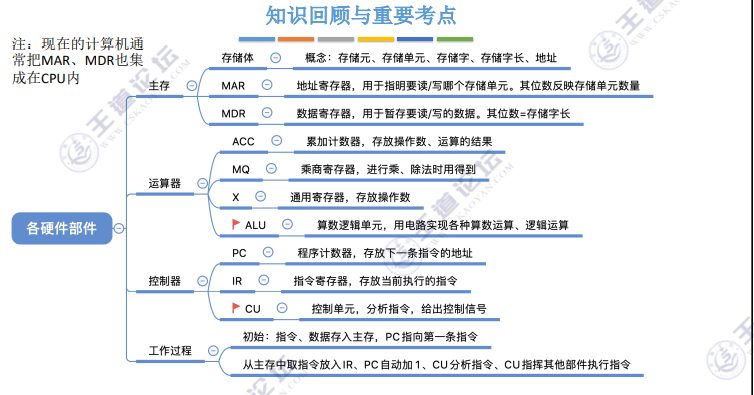 知识回顾与重要考点
注：现在的计算机通
常把MAR、MDR也集
成在CPU内
各硬件部件
主存
存储体
概念：存储元、存储单元、存储字、存储字长、地址
MAR
地址寄存器，用于指明要读/写哪个存储单元。其位数反映存储单元数量
MDR
数据寄存器，用于暂存要读/写的数据。其位数=存储字长
运算器
ACC
累加计数器，存放操作数、运算的结果
MQ
乘商寄存器，进行乘、除法时用得到
X
通用寄存器，存放操作数
ALU
算数逻辑单元，用电路实现各种算数运算、逻辑运算
控制器
PC
程序计数器，存放下一条指令的地址
IR
指令寄存器，存放当前执行的指令
CU
控制单元，分析指令，给出控制信号
工作过程
初始：指令、数据存入主存，PC指向第一条指令
从主存中取指令放入IR、PC自动加1、CU分析指令、CU指挥其他部件执行指令
王道论坛
WWW.CSKAOYAN.COM